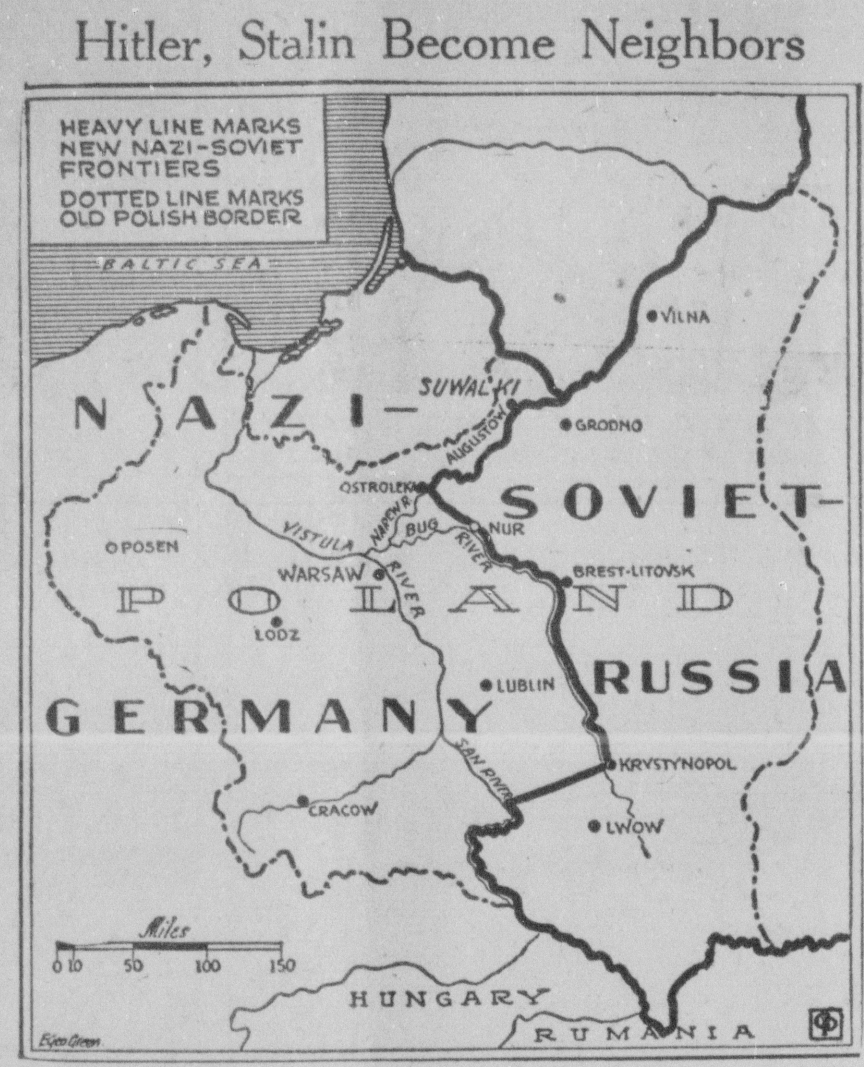 Hitler, Stalin Become Neighbors
HEAVY LINE MARKS
NEW NAZI-SOVIET
FRONTIERS
DOTTED LINE MARKS
OLD POLISH BORDER
BALTIC SEA
VILNA
NAZI-
SUWALKI
AUGUSTOW
GRODNO
OSTROLEK
SOVIET-
NAREW R.
BUG
RIVER
NUR
POSEN
VISTULA
RIVER
WARSAW
BREST-LITOVSK
POLAND
LODZ
LUBLIN
RUSSIA
GERMANY
SAN RIVER
KRYSTYNOPOL
CRACOW
LWOW
Miles
0 10 50 100 150
HUNGARY
RUMANIA